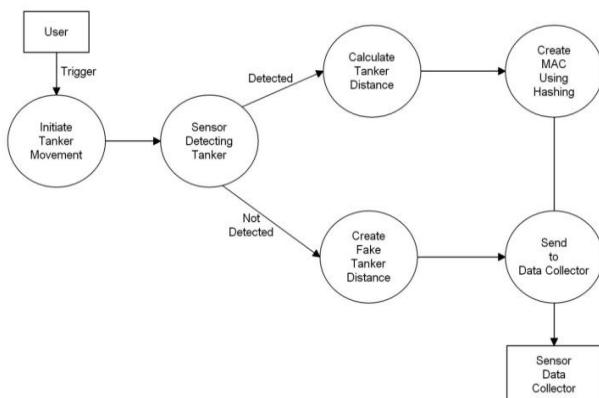 User
Trigger
Initiate
Tanker
Movement
Sensor
Detecting
Tanker
Detected
Calculate
Tanker
Distance
Create
MAC
Using
Hashing
Not
Detected
Create
Fake
Tanker
Distance
Send
to
Data Collector
Sensor
Data
Collector